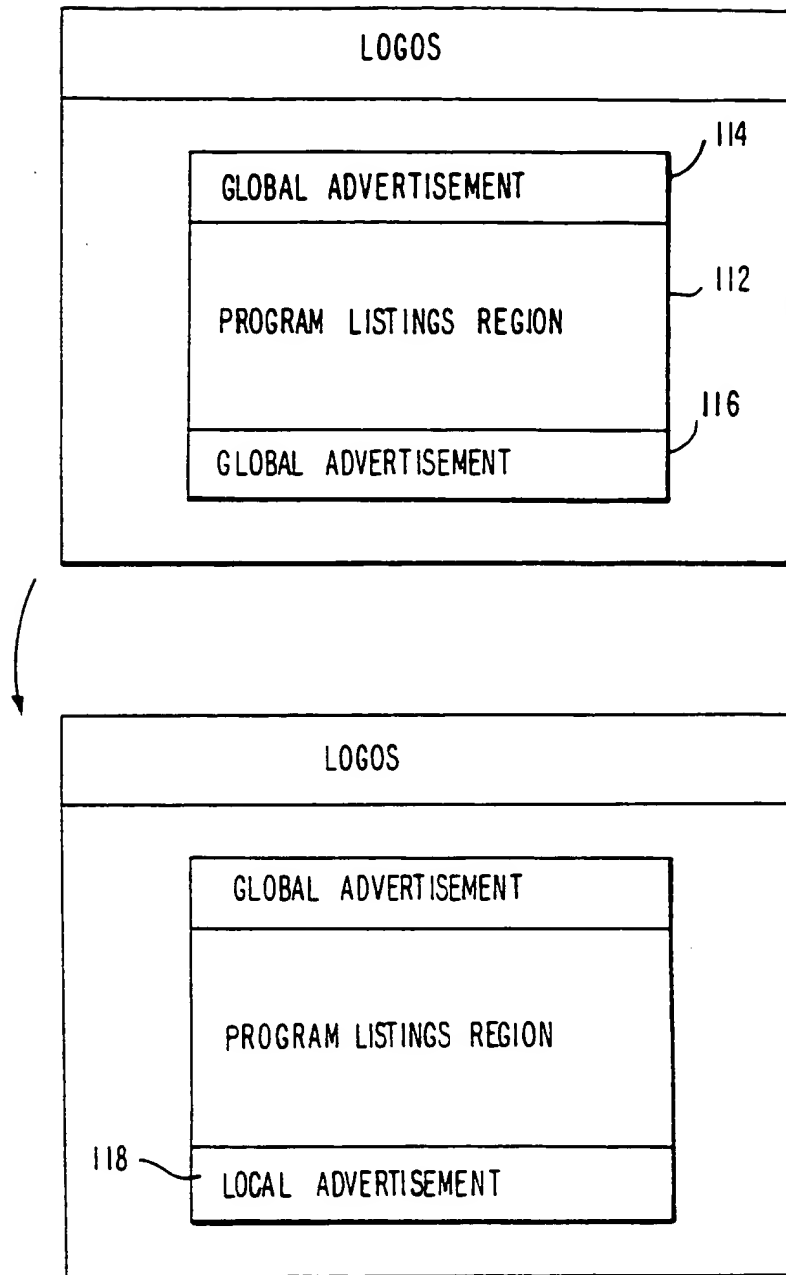 LOGOS
114
GLOBAL ADVERTISEMENT
112
PROGRAM LISTINGS REGION
116
GLOBAL ADVERTISEMENT
LOGOS
GLOBAL ADVERTISEMENT
PROGRAM LISTINGS REGION
118
LOCAL ADVERTISEMENT